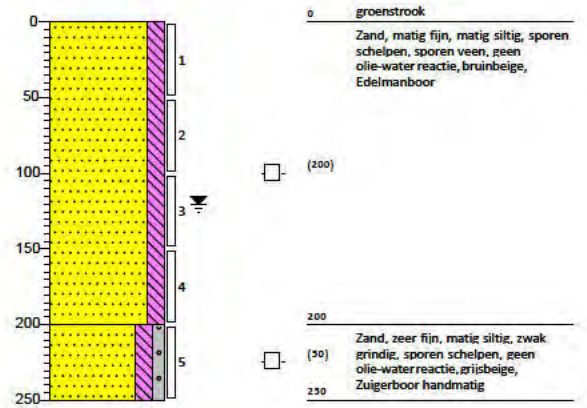 0
50
100
150
200
250
1
2
3
4
5
0 groenstrook
Zand, matig fijn, matig siltig, sporen
schelpen, sporen veen, geen
olie-water reactie, bruinbeige,
Edelmanboor
(200)
200
Zand, zeer fijn, matig siltig, zwak
(50) grindig, sporen schelpen, geen
olie-water reactie, grijsbeige,
250 Zuigerboor handmatig